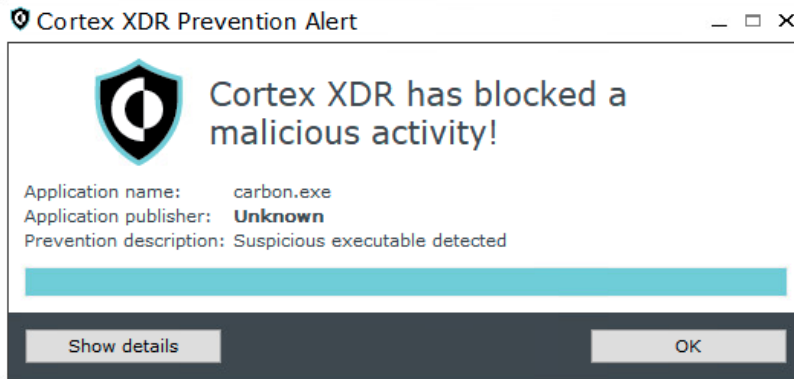 Cortex XDR Prevention Alert
Cortex XDR has blocked a
malicious activity!
Application name: carbon.exe
Application publisher: Unknown
Prevention description: Suspicious executable detected
Show details OK